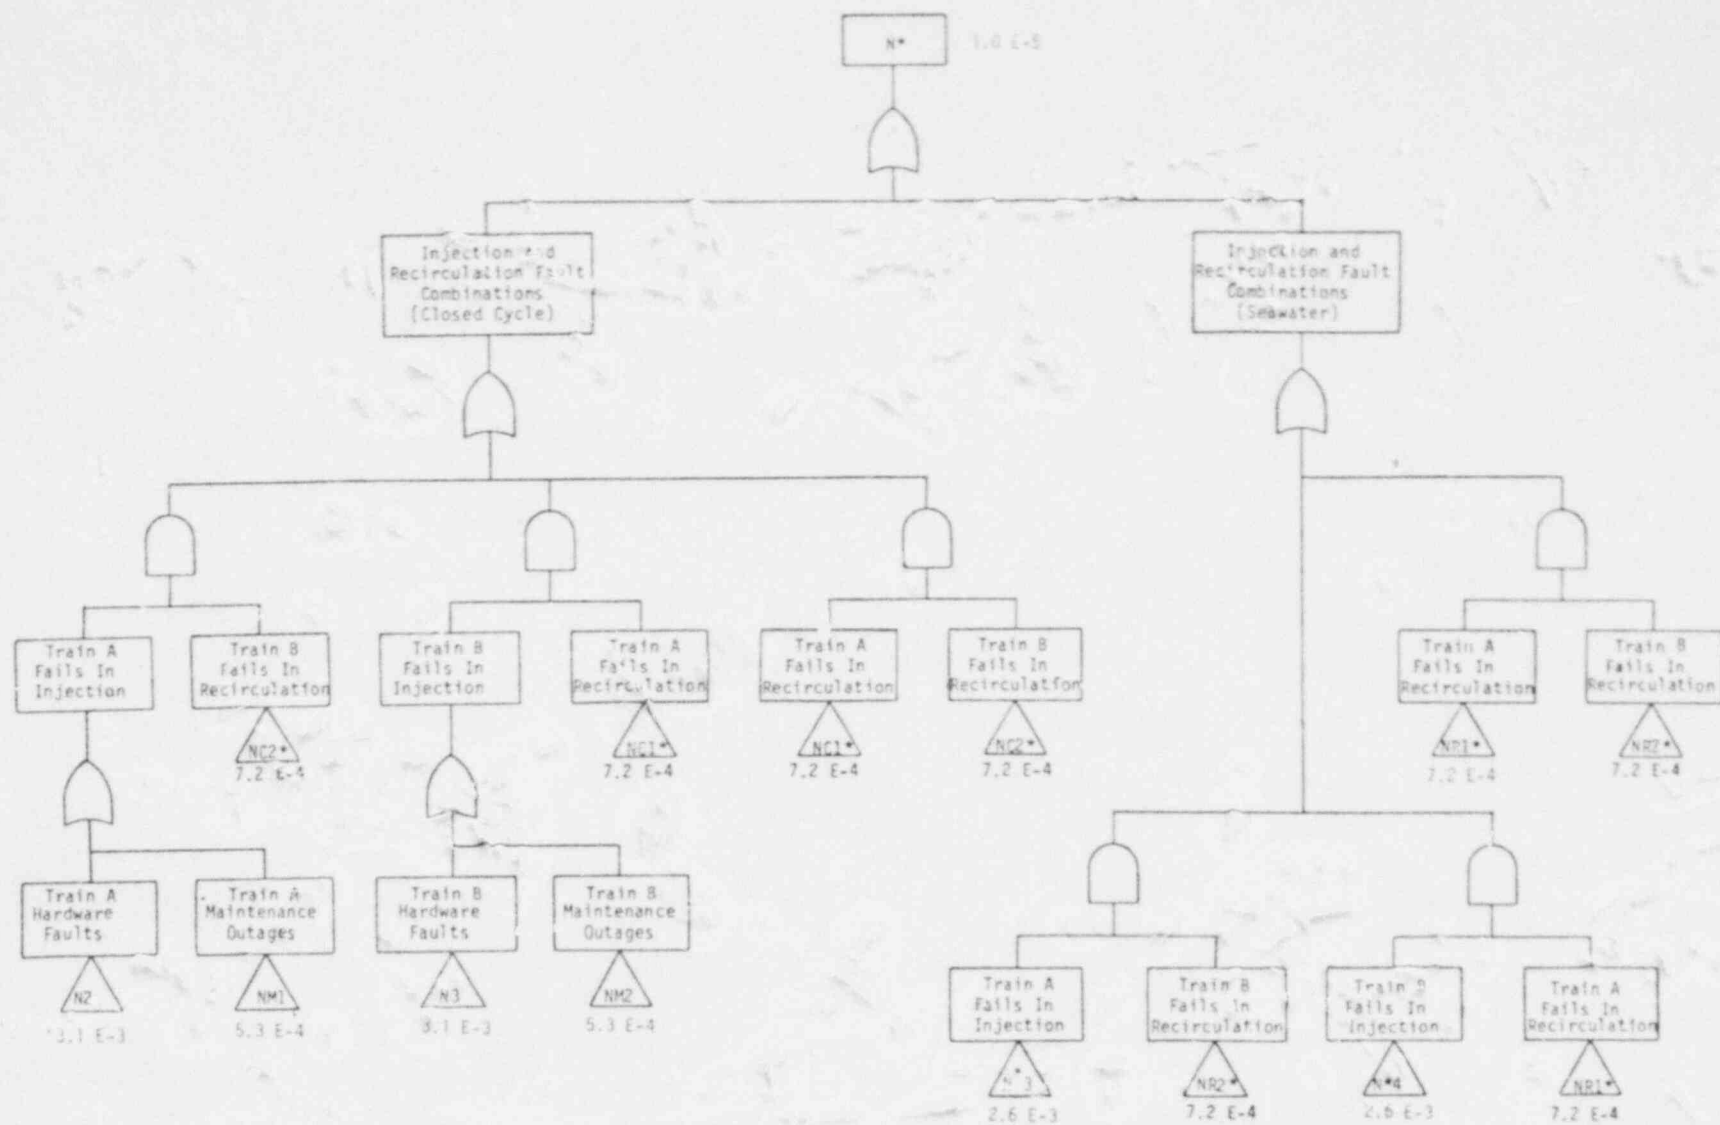 N*
1.0 E-5
Injection and
Recirculation Fault
Combinations
(Closed Cycle)
Injection and
Recirculation Fault
Combinations
(Seawater)
Train A
Fails In
Injection
Train B
Fails In
Recirculation
NC2*
7.2 E-4
Train B
Fails In
Injection
Train A
Fails In
Recirculation
NC1*
7.2 E-4
Train A
Fails In
Recirculation
NC1*
7.2 E-4
Train B
Fails In
Recirculation
NC2*
7.2 E-4
Train A
Fails In
Recirculation
NR1*
7.2 E-4
Train B
Fails In
Recirculation
NR2*
7.2 E-4
Train A
Hardware
Faults
N2
3.1 E-3
Train A
Maintenance
Outages
NM1
5.3 E-4
Train B
Hardware
Faults
N3
3.1 E-3
Train B
Maintenance
Outages
NM2
5.3 E-4
Train A
Fails In
Injection
N*3
2.6 E-3
Train B
Fails In
Recirculation
NR2*
7.2 E-4
Train B
Fails In
Injection
N*4
2.6 E-3
Train A
Fails In
Recirculation
NR1*
7.2 E-4